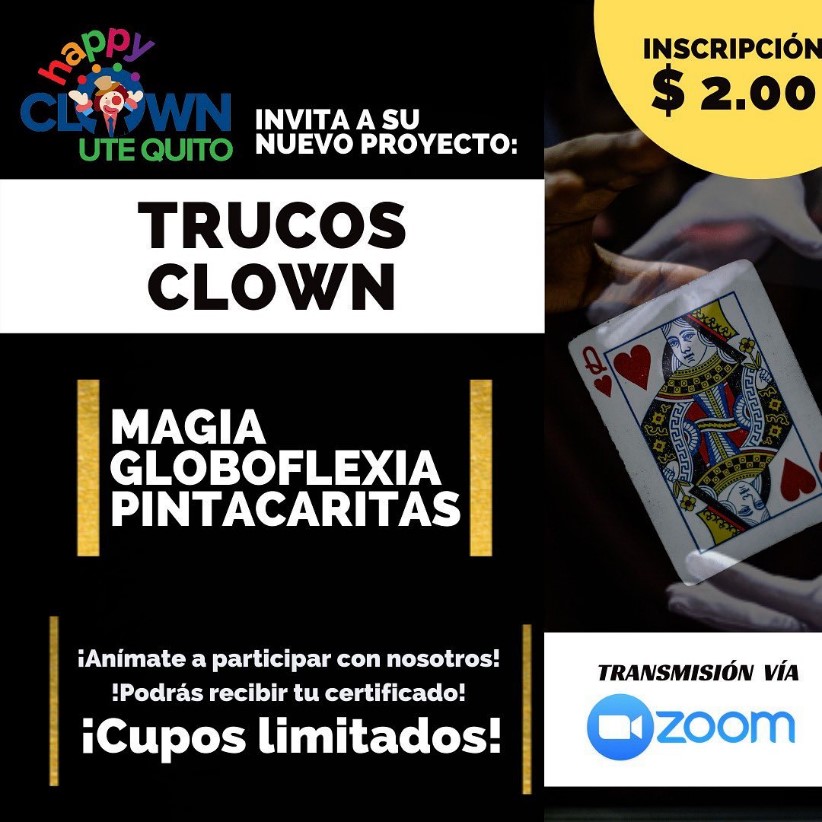 happy
CLOWN
UTE QUITO
INVITA A SU
NUEVO PROYECTO:
INSCRIPCIÓN
$ 2.00
TRUCOS
CLOWN
Q
MAGIA
GLOBOFLEXIA
PINTACARITAS
¡Anímate a participar con nosotros!
!Podrás recibir tu certificado!
¡Cupos limitados!
TRANSMISIÓN VÍA
zoom